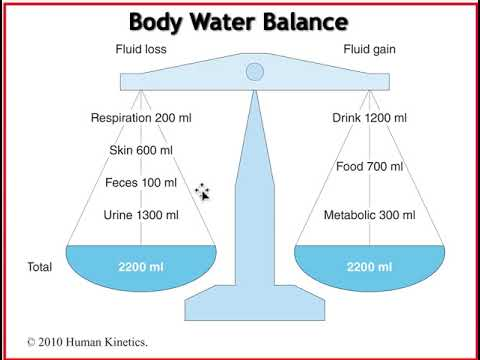 Body Water Balance
Fluid loss
Fluid gain
Respiration 200 ml
Drink 1200 ml
Skin 600 ml
Food 700 ml
Feces 100 ml
Urine 1300 ml
Metabolic 300 ml
Total
2200 ml
2200 ml
© 2010 Human Kinetics.